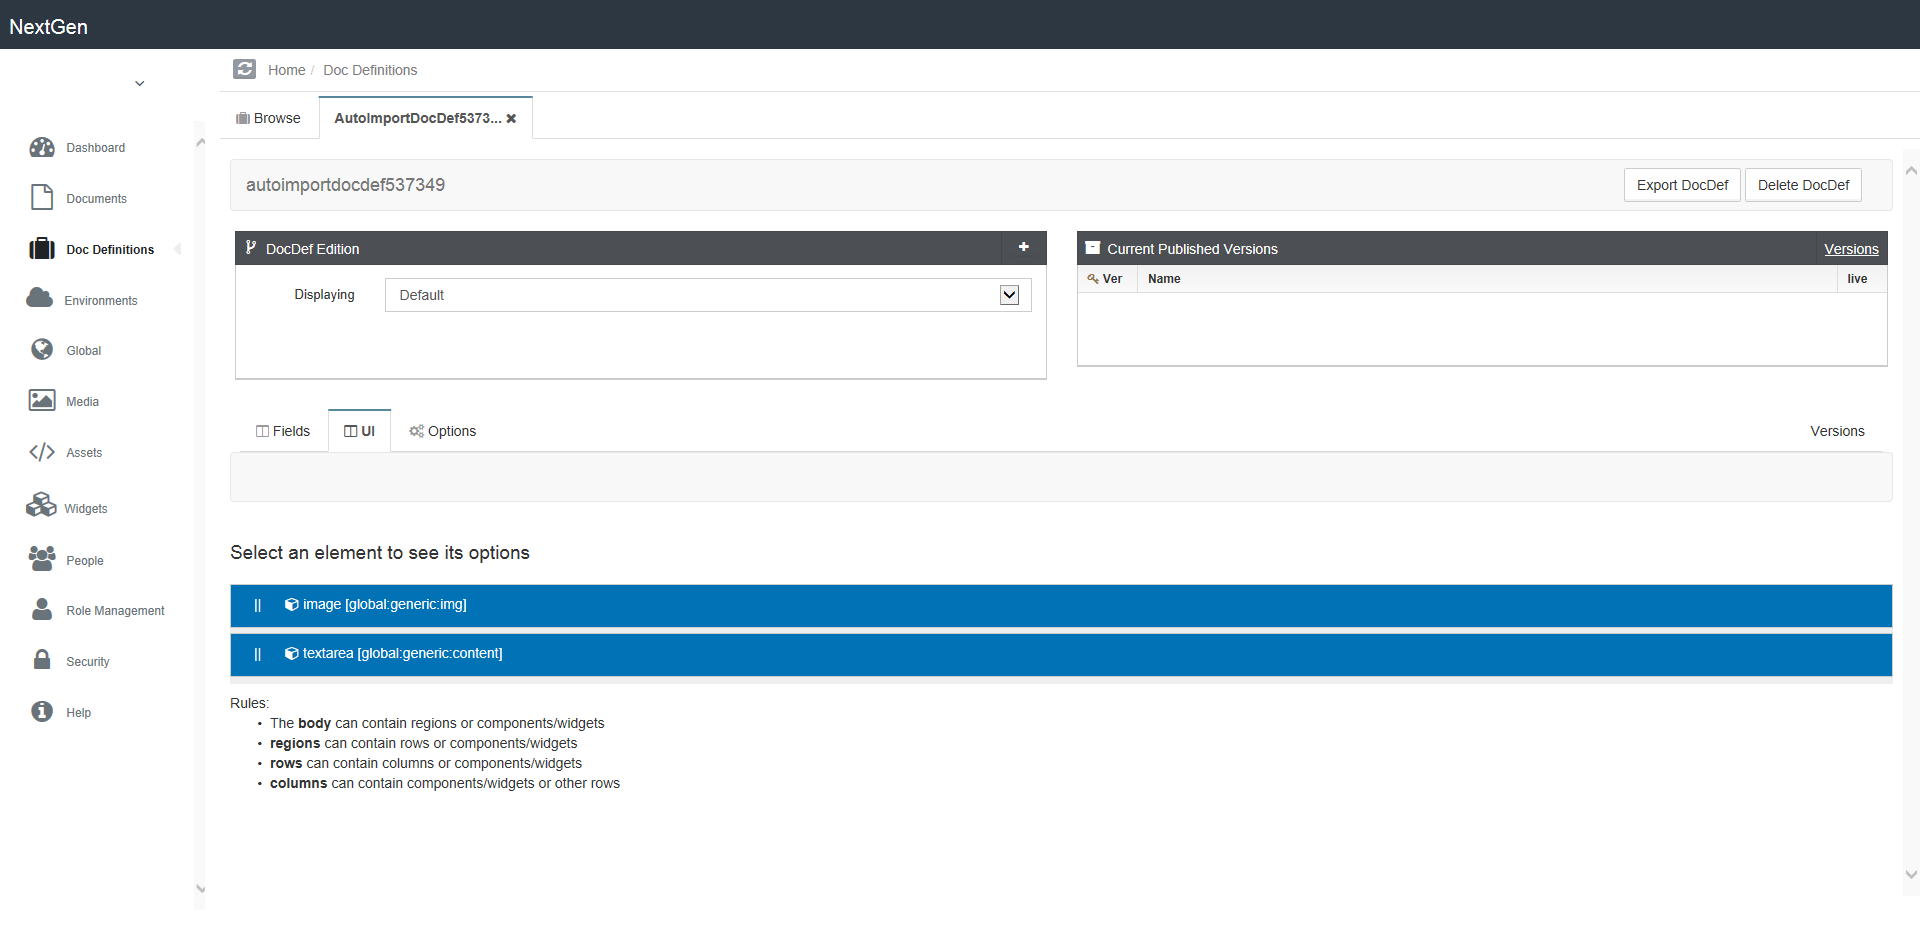 NextGen
Home / Doc Definitions
Browse
AutoImportDocDef5373...
Dashboard
Documents
Doc Definitions
Environments
Global
Media
Assets
Widgets
People
Role Management
Security
Help
autoimportdocdef537349
Export DocDef
Delete DocDef
DocDef Edition
Displaying
Default
Current Published Versions
Versions
Ver
Name
live
Fields
UI
Options
Versions
Select an element to see its options
|| image [global:generic:img]
|| textarea [global:generic:content]
Rules:
• The body can contain regions or components/widgets
• regions can contain rows or components/widgets
• rows can contain columns or components/widgets
• columns can contain components/widgets or other rows